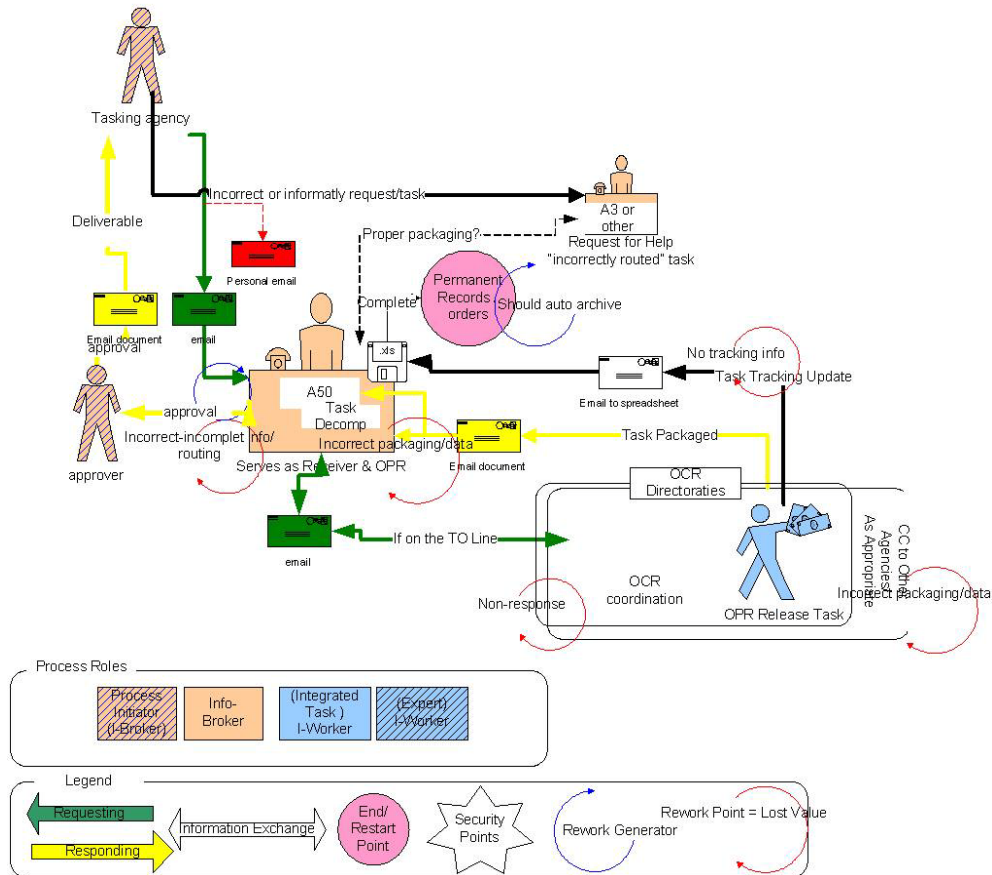 Tasking agency
Incorrect or informatly request/task
A3 or
other
Request for Help
"incorrectly routed" task
Deliverable
Proper packaging?
Personal email
Permanent
Records
orders
Complete
Should auto archive
Email document
approval
email
.xls
No tracking info
Task Tracking Update
Email to spreadsheet
A50
Task
Decomp
approval
Incorrect-incomplet info/
routing
Incorrect packaging/data
Task Packaged
Email document
approver
Serves as Receiver & OPR
OCR
Directoraties
email
If on the TO Line
CC to Other
Agencies
As Appropriate
OCR
coordination
Non-response
Incorrect packaging/data
OPR Release Task
Process Roles
Process
Initiator
(I-Broker)
Info-
Broker
(Integrated
Task )
I-Worker
(Expert)
I-Worker
Legend
Requesting
Responding
Information Exchange
End/
Restart
Point
Security
Points
Rework Generator
Rework Point = Lost Value